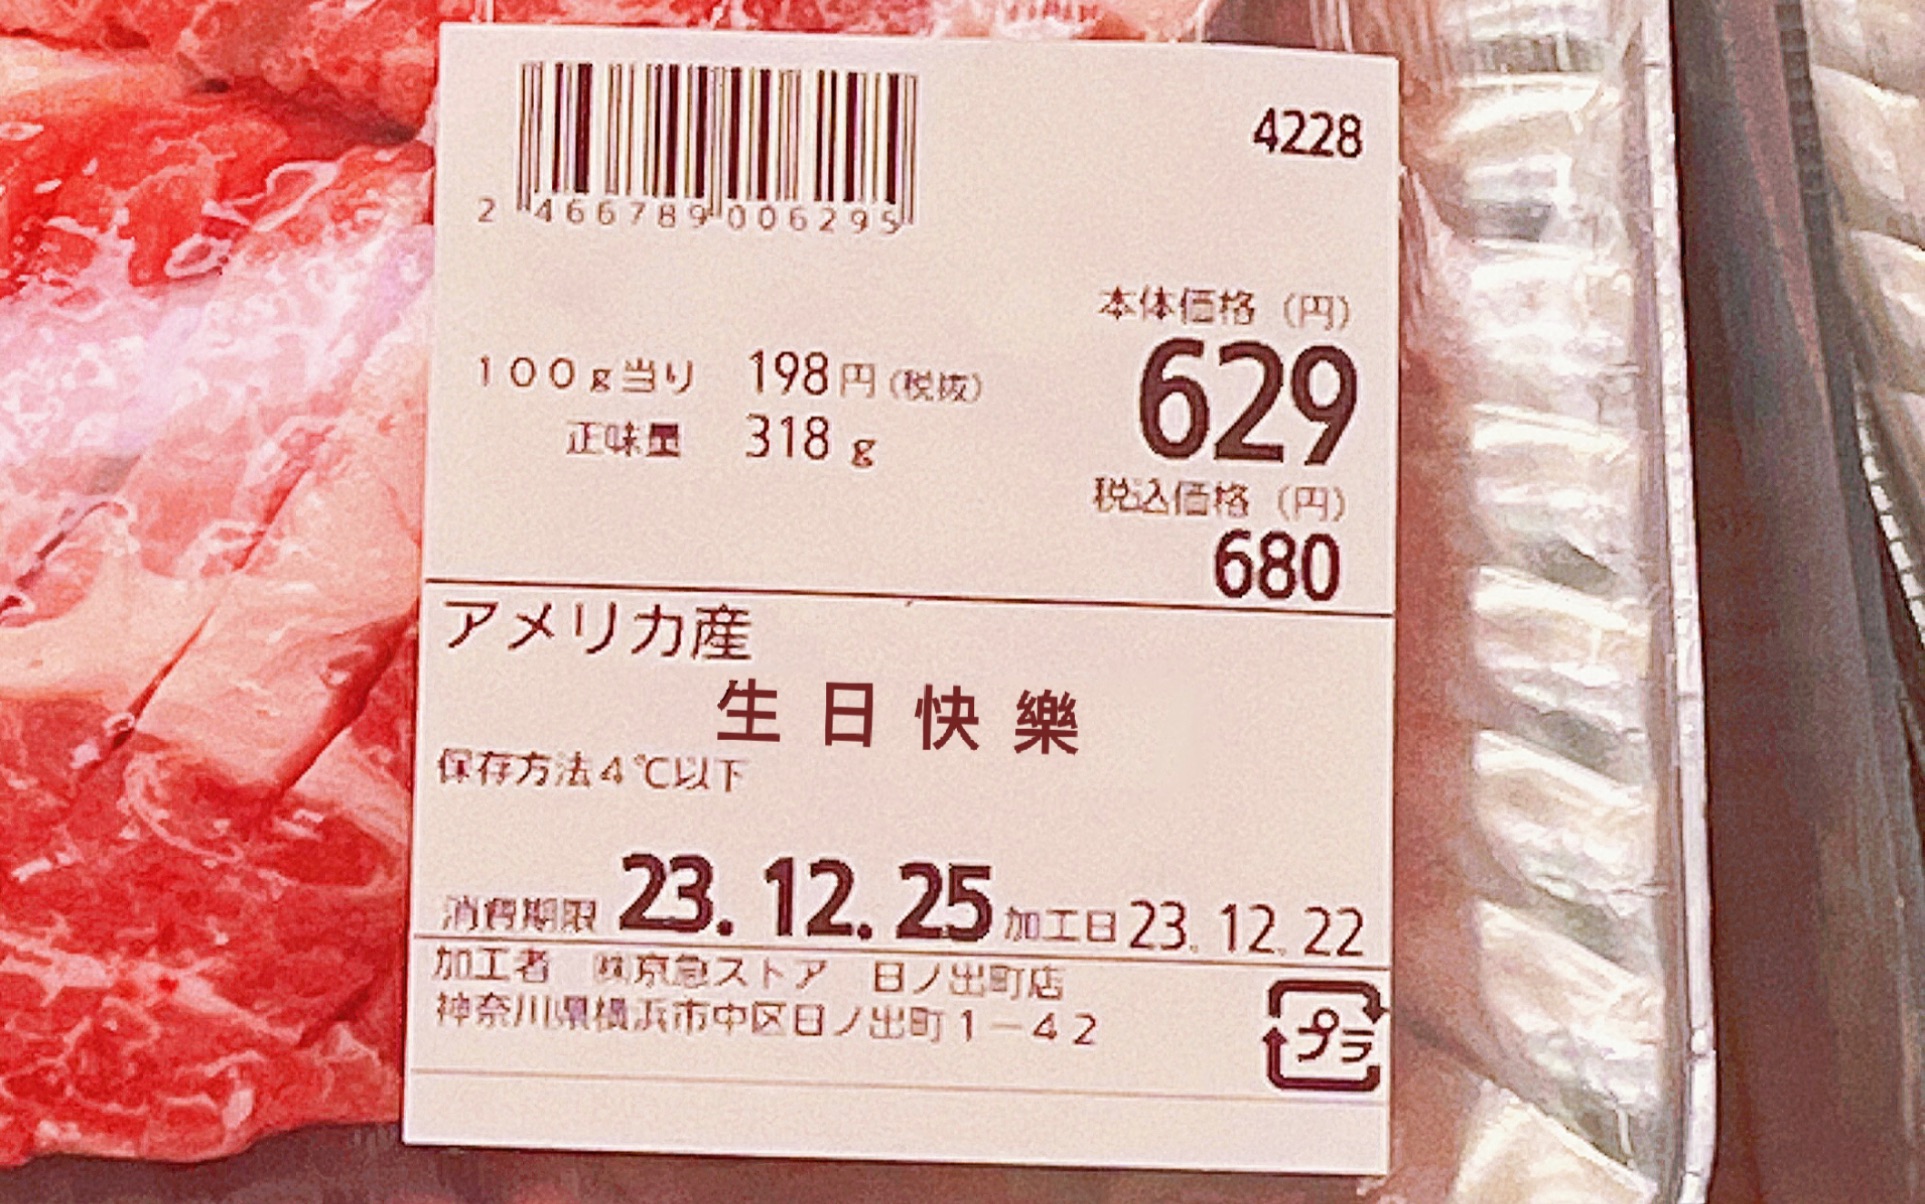 4228
2 466789 006295
本体価格（円）
100g当り 198円（税抜） 629
正味量 318g
税込価格（円）
680
アメリカ産
生日快樂
保存方法4℃以下
消費期限 23.12.25 加工日 23.12.22
加工者 ㈱京急ストア 日ノ出町店
神奈川県横浜市中区日ノ出町1－42
プラ